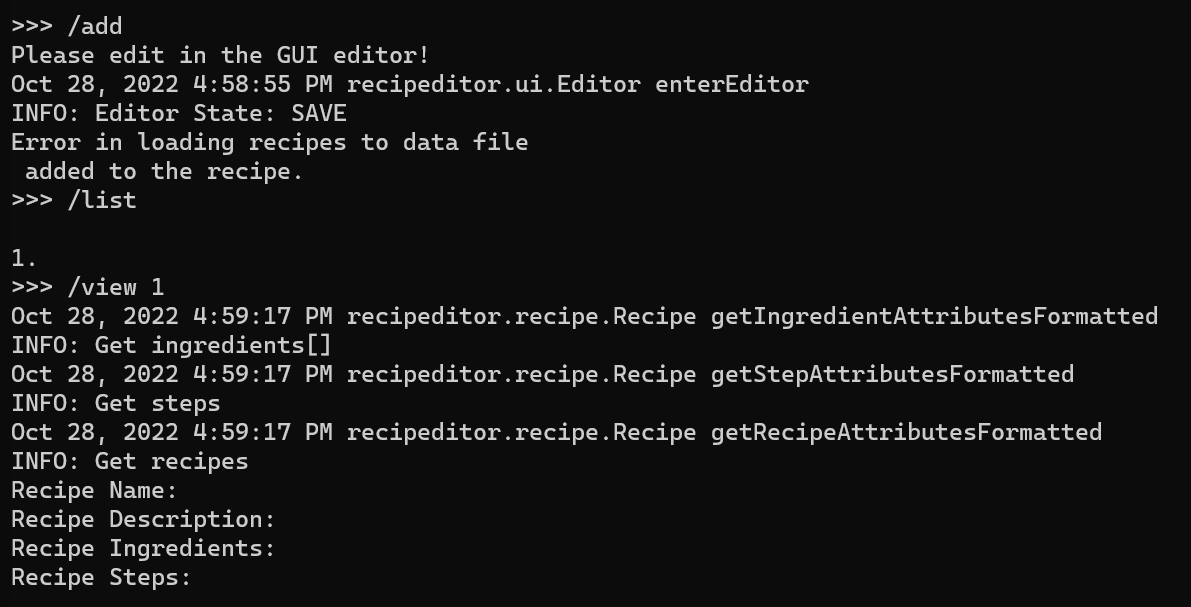 >>> /add
Please edit in the GUI editor!
Oct 28, 2022 4:58:55 PM recipeditor.ui.Editor enterEditor
INFO: Editor State: SAVE
Error in loading recipes to data file
 added to the recipe.
>>> /list

1.
>>> /view 1
Oct 28, 2022 4:59:17 PM recipeditor.recipe.Recipe getIngredientAttributesFormatted
INFO: Get ingredients[]
Oct 28, 2022 4:59:17 PM recipeditor.recipe.Recipe getStepAttributesFormatted
INFO: Get steps
Oct 28, 2022 4:59:17 PM recipeditor.recipe.Recipe getRecipeAttributesFormatted
INFO: Get recipes
Recipe Name:
Recipe Description:
Recipe Ingredients:
Recipe Steps: